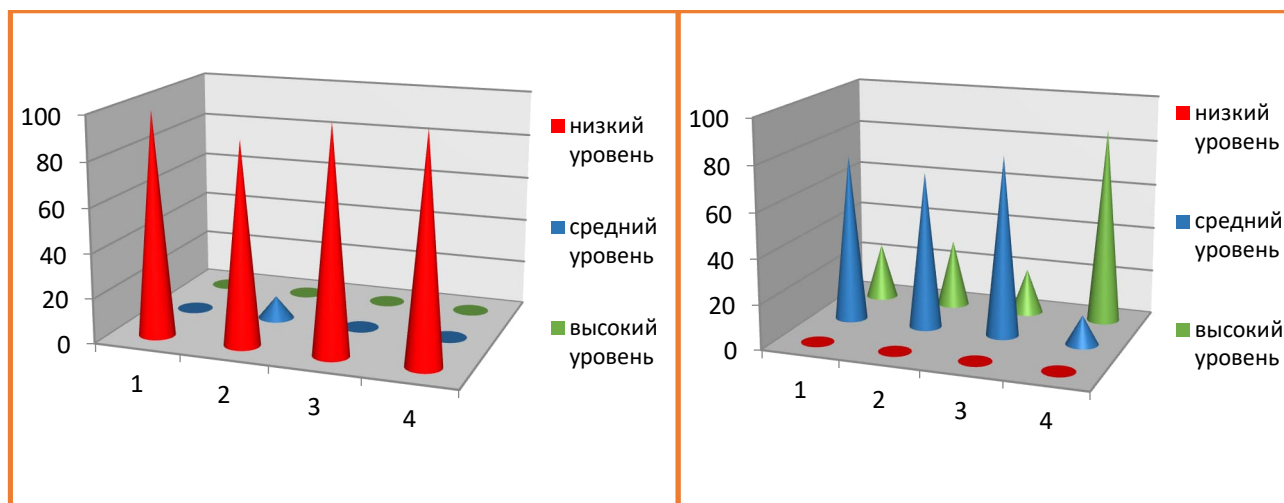 100
80
60
40
20
0
1
2
3
4
низкий
уровень
средний
уровень
высокий
уровень
100
80
60
40
20
0
1
2
3
4
низкий
уровень
средний
уровень
высокий
уровень